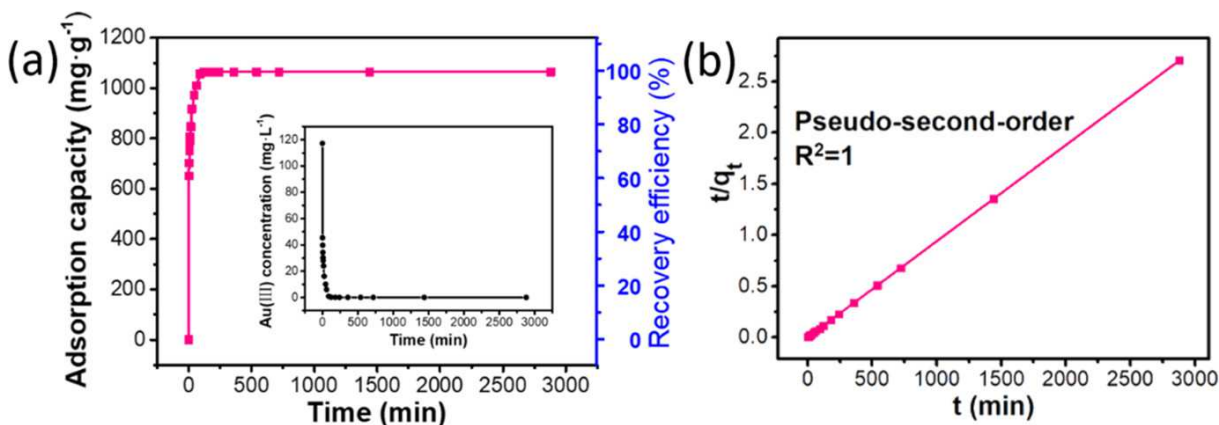 (a)
Adsorption capacity (mg·g⁻¹)
1200
1000
800
600
400
200
0
0 500 1000 1500 2000 2500 3000
Time (min)
100
80
60
40
20
0
Recovery efficiency (%)
Au(III) concentration (mg·L⁻¹)
120
100
80
60
40
20
0
0 500 1000 1500 2000 2500 3000
Time (min)
(b)
Pseudo-second-order
R²=1
t/qₜ
2.5
2.0
1.5
1.0
0.5
0.0
0 500 1000 1500 2000 2500 3000
t (min)